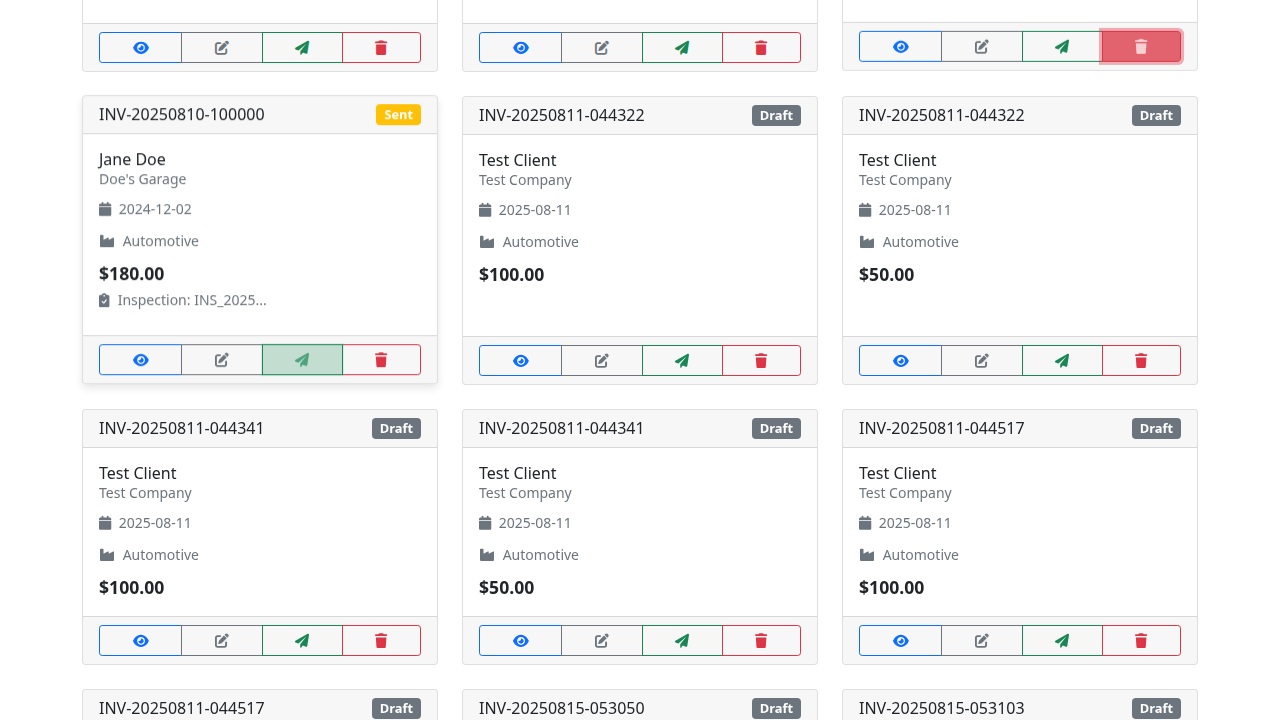 INV-20250810-100000 Sent
Jane Doe
Doe's Garage
2024-12-02
Automotive
$180.00
Inspection: INS_2025...
INV-20250811-044322 Draft
Test Client
Test Company
2025-08-11
Automotive
$100.00
INV-20250811-044322 Draft
Test Client
Test Company
2025-08-11
Automotive
$50.00
INV-20250811-044341 Draft
Test Client
Test Company
2025-08-11
Automotive
$100.00
INV-20250811-044341 Draft
Test Client
Test Company
2025-08-11
Automotive
$50.00
INV-20250811-044517 Draft
Test Client
Test Company
2025-08-11
Automotive
$100.00
INV-20250811-044517 Draft
INV-20250815-053050 Draft
INV-20250815-053103 Draft